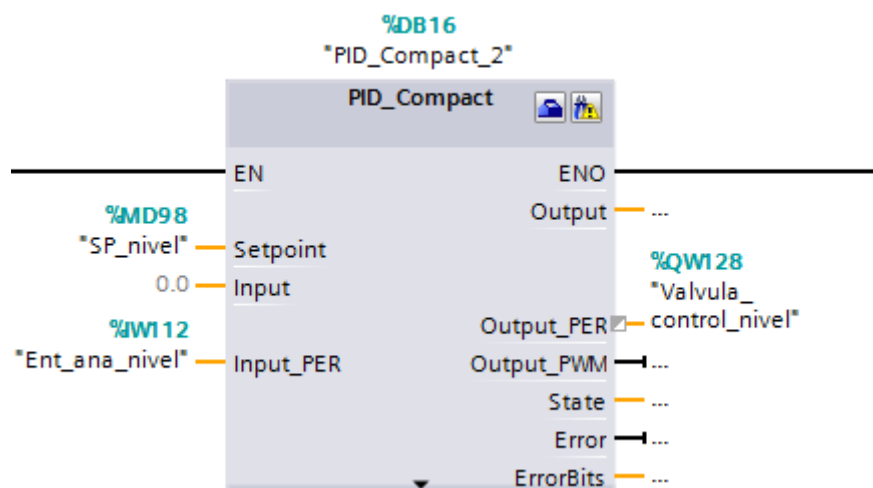 %DB16
"PID_Compact_2"
PID_Compact
EN
ENO
Output
...
%MD98
"SP_nivel"
Setpoint
0.0
Input
%QW128
"Valvula_
control_nivel"
Output_PER
%IW112
"Ent_ana_nivel"
Input_PER
Output_PWM
...
State
...
Error
...
ErrorBits
...